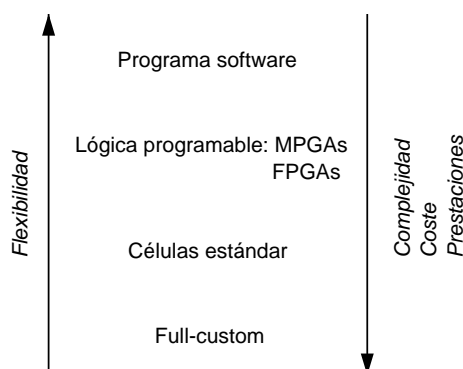 Programa software
Lógica programable: MPGAs
FPGAs
Células estándar
Full-custom
Flexibilidad
Complejidad
Coste
Prestaciones